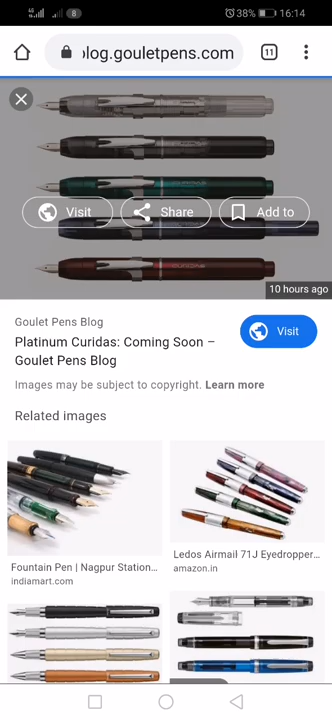 4G
8
38%
16:14
blog.gouletpens.com
11
Visit
Share
Add to
10 hours ago
Goulet Pens Blog
Platinum Curidas: Coming Soon –
Goulet Pens Blog
Visit
Images may be subject to copyright. Learn more
Related images
Fountain Pen | Nagpur Station...
indiamart.com
Ledos Airmail 71J Eyedropper...
amazon.in